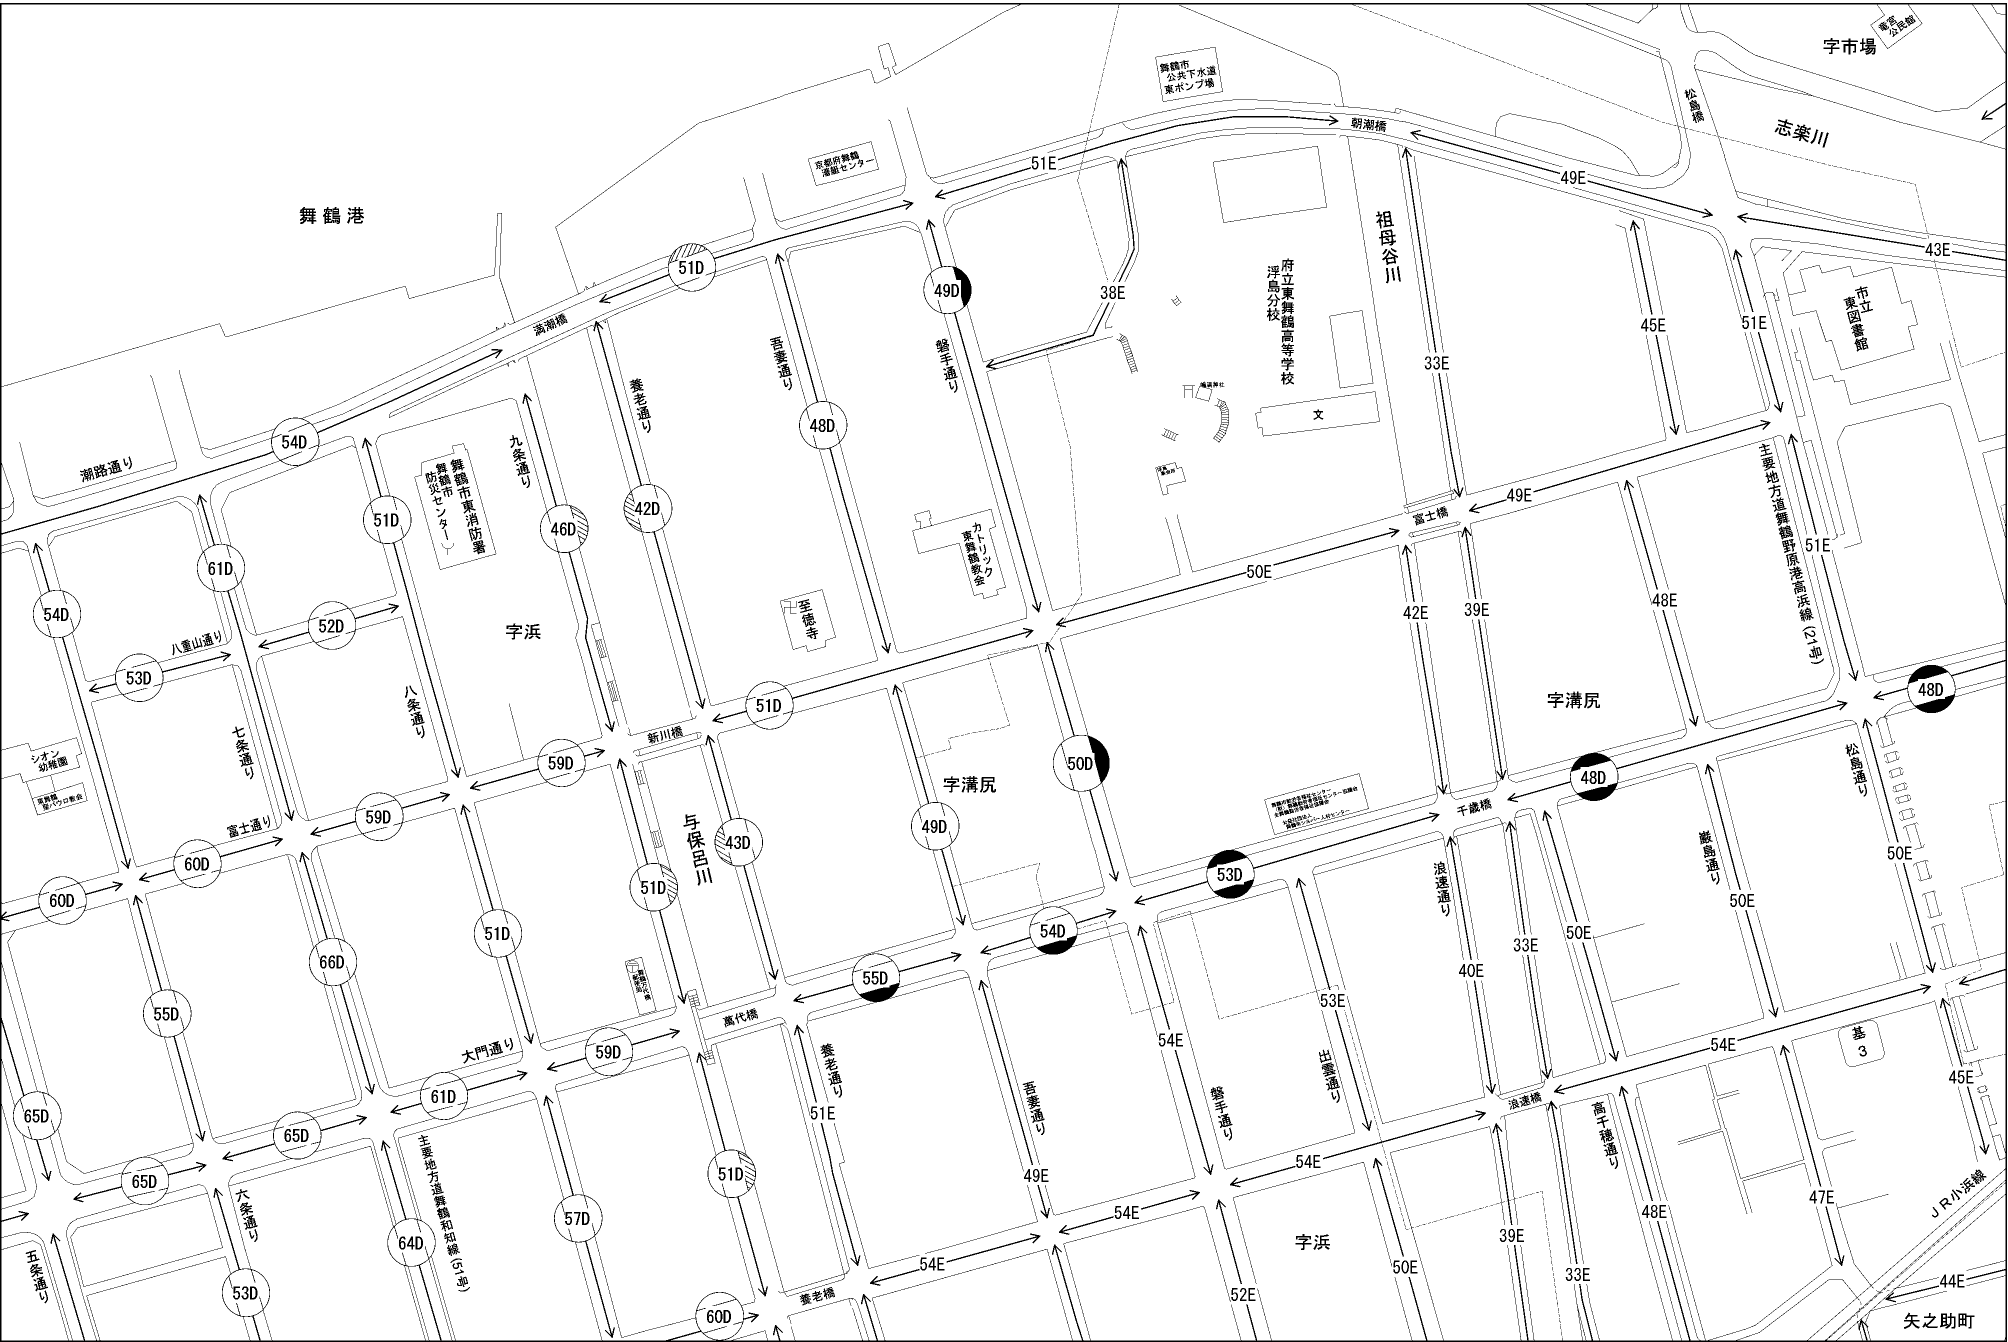 竜宮
公民館
字市場
舞鶴市
公共下水道
東ポンプ場
松島橋
志楽川
朝潮橋
51E
49E
43E
京都府舞鶴
港湾センター
舞鶴港
祖母谷川
51D
49D
38E
府立東舞鶴高等学校
浮島分校
45E
51E
市立
東図書館
満潮橋
吾妻通り
磐手通り
33E
養老通り
48D
54D
潮路通り
九条通り
文
舞鶴市東消防署
舞鶴市
防災センター
51D
46D
42D
49E
富士橋
主要地方道舞鶴野原港高浜線(21号)
カトリック
東舞鶴教会
51E
61D
50E
54D
52D
字浜
至徳寺
42E
39E
48E
八重山通り
53D
八条通り
51D
48D
字溝尻
七条通り
新川橋
59D
50D
字溝尻
48D
松島通り
シオン
幼稚園
富士通り
59D
千歳橋
60D
60D
与保呂川
43D
49D
51D
53D
浪速通り
巌島通り
50E
50E
66D
51D
54D
50E
33E
40E
55D
55D
萬代橋
53E
54E
大門通り
59D
養老通り
54E
基
3
61D
51E
吾妻通り
磐手通り
出雲通り
浪速橋
高千穂通り
45E
65D
65D
65D
主要地方道舞鶴和知線(51号)
51D
49E
54E
六条通り
57D
54E
47E
JR小浜線
48E
五条通り
64D
字浜
39E
54E
50E
33E
44E
53D
養老橋
52E
60D
矢之助町